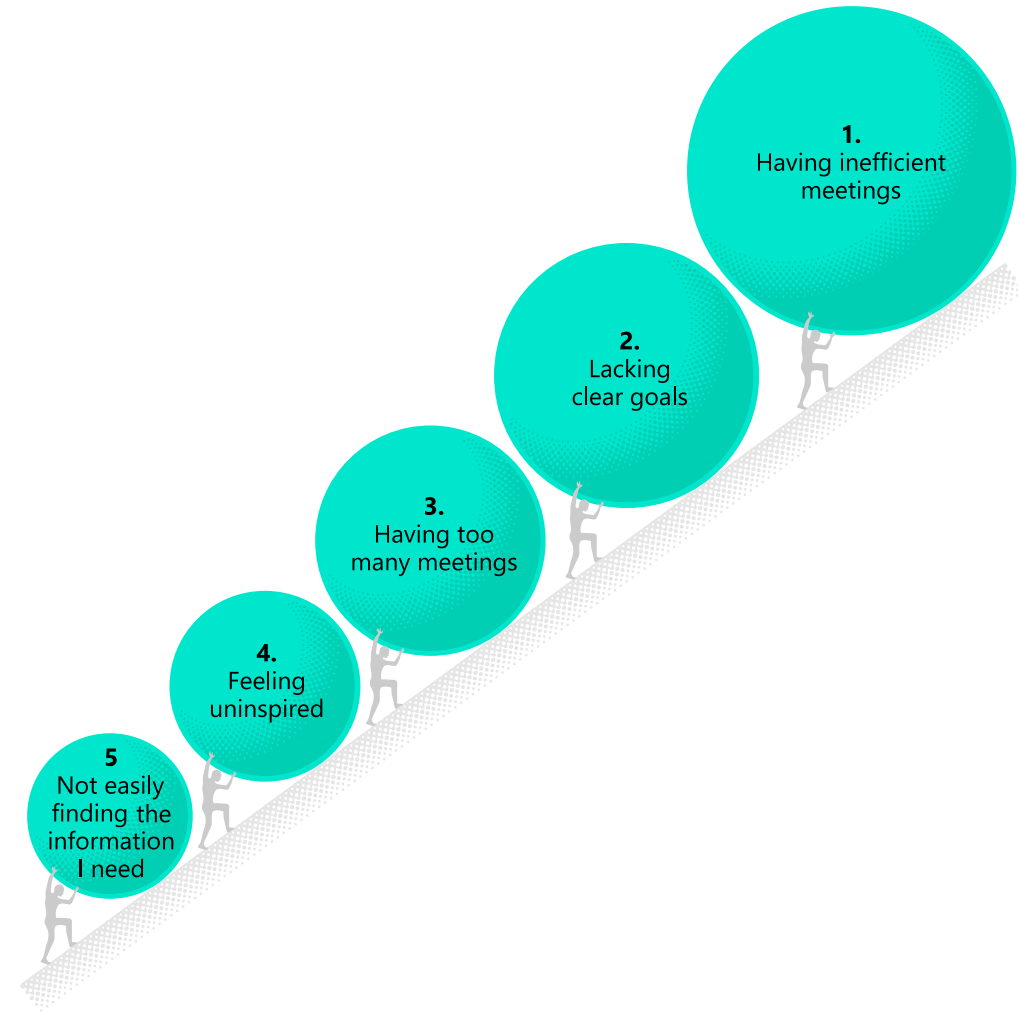 1.
Having inefficient
meetings
2.
Lacking
clear goals
3.
Having too
many meetings
4.
Feeling
uninspired
5
Not easily
finding the
information
I need